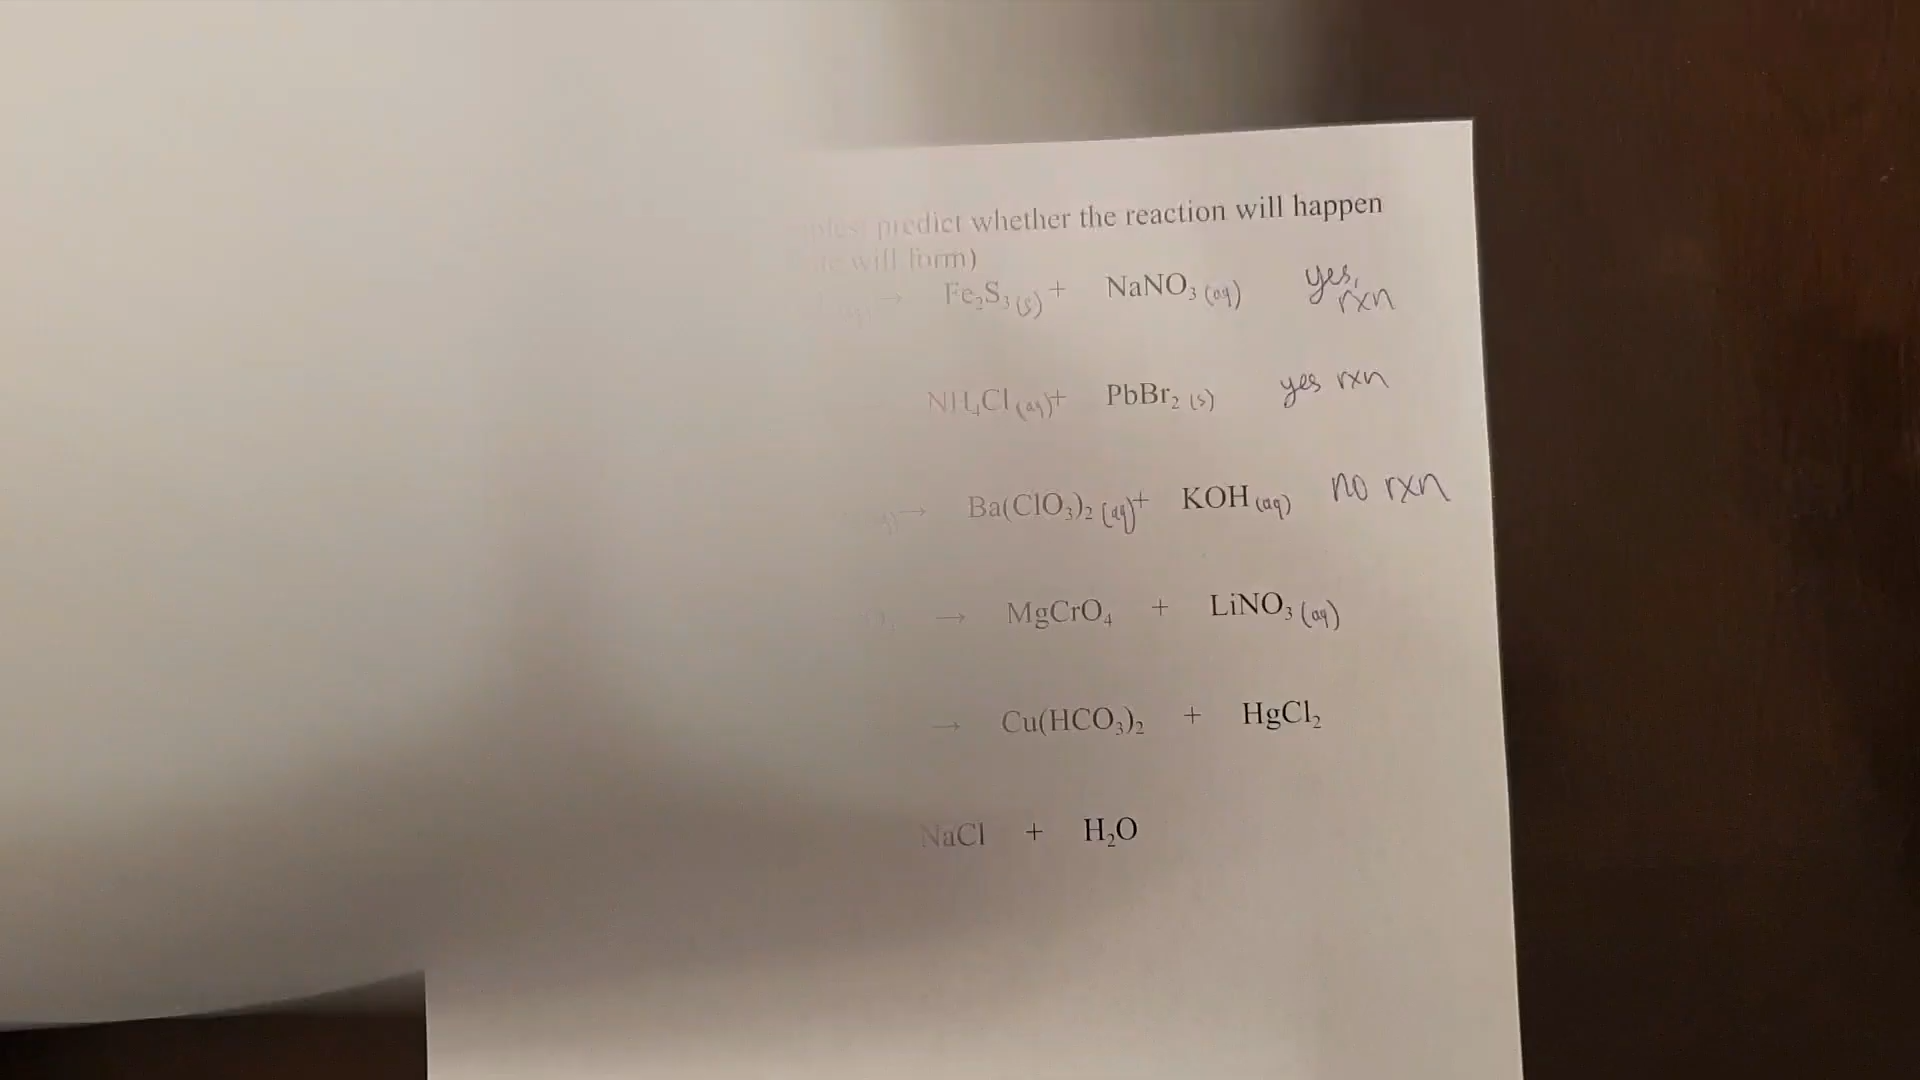 predict whether the reaction will happen
will form)
→ Fe₂S₃ (s) + NaNO₃ (aq) yes, rxn
NH₄Cl (aq) + PbBr₂ (s) yes rxn
→ Ba(ClO₃)₂ (aq) + KOH (aq) no rxn
→ MgCrO₄ + LiNO₃ (aq)
→ Cu(HCO₃)₂ + HgCl₂
NaCl + H₂O